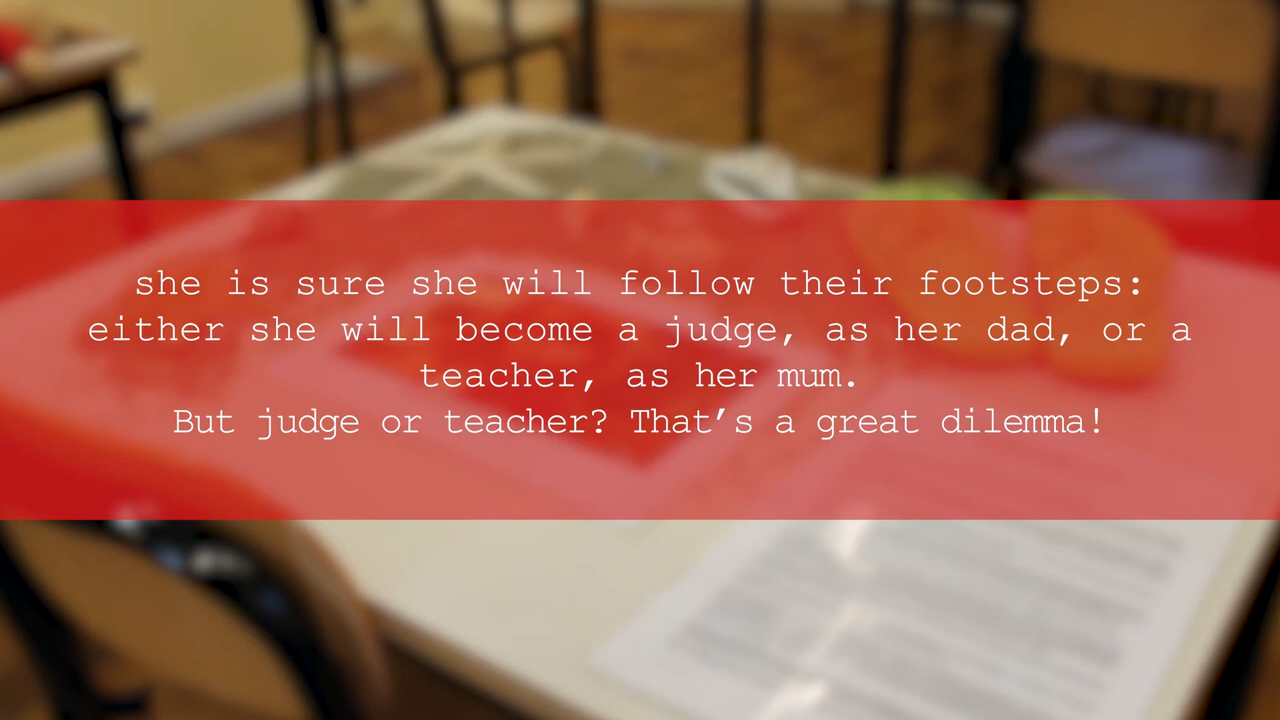 she is sure she will follow their footsteps:
either she will become a judge, as her dad, or a
teacher, as her mum.
But judge or teacher? That’s a great dilemma!